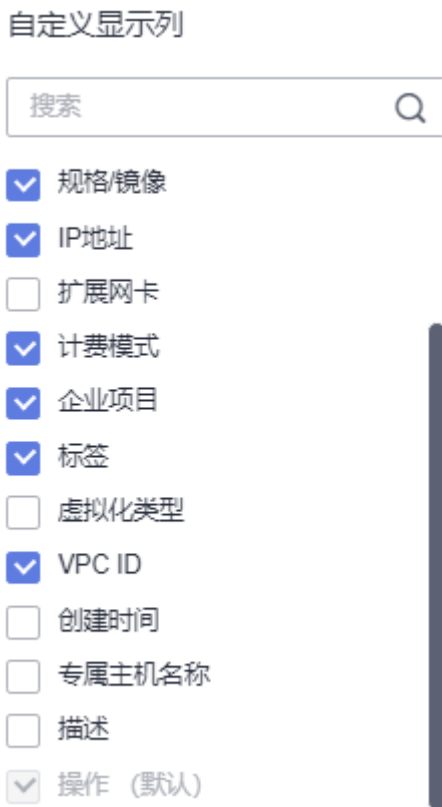 自定义显示列
搜索
规格/镜像
IP地址
扩展网卡
计费模式
企业项目
标签
虚拟化类型
VPC ID
创建时间
专属主机名称
描述
操作 (默认)